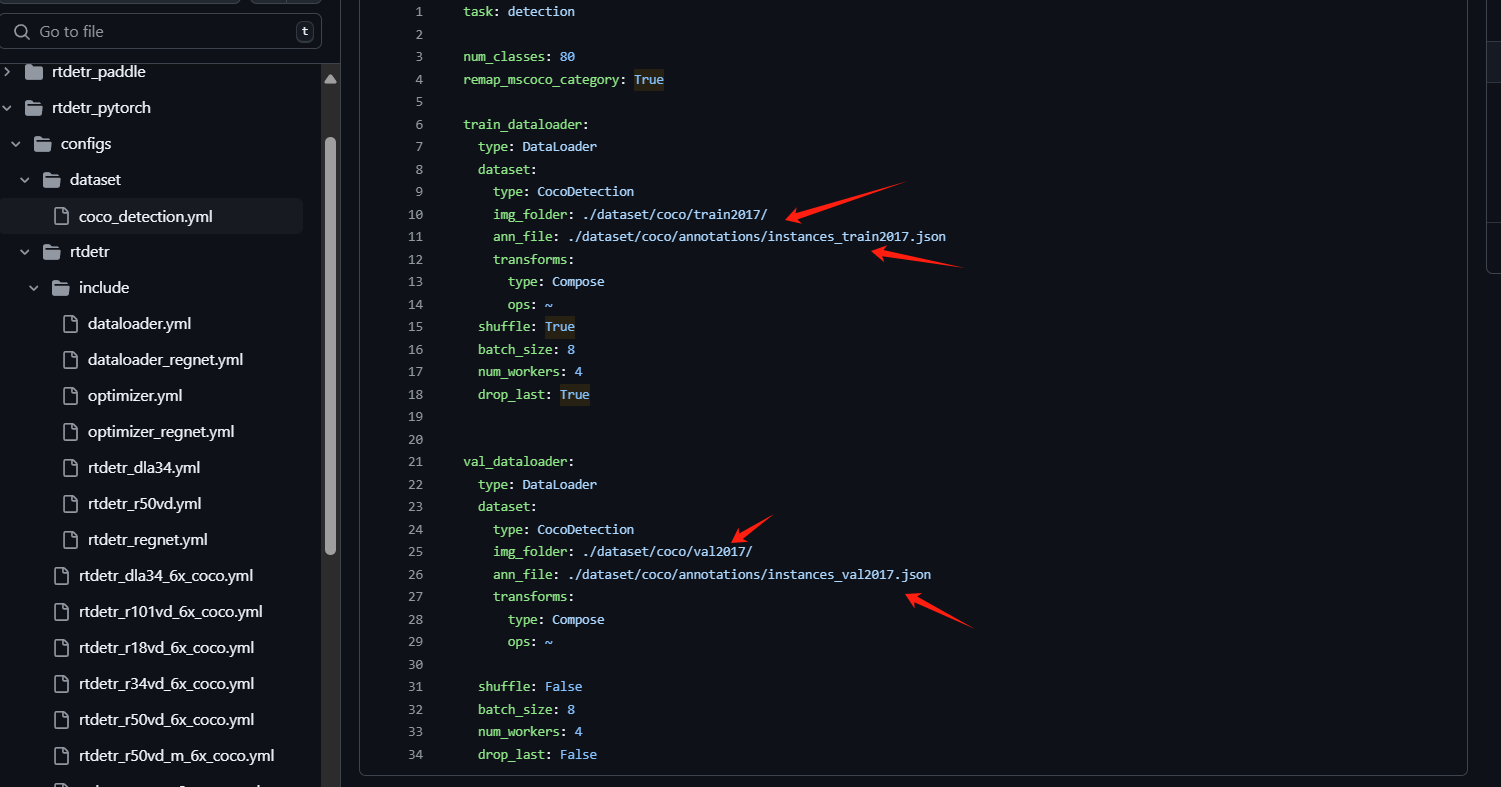 Go to file
t
rtdetr_paddle
rtdetr_pytorch
configs
dataset
coco_detection.yml
rtdetr
include
dataloader.yml
dataloader_regnet.yml
optimizer.yml
optimizer_regnet.yml
rtdetr_dla34.yml
rtdetr_r50vd.yml
rtdetr_regnet.yml
rtdetr_dla34_6x_coco.yml
rtdetr_r101vd_6x_coco.yml
rtdetr_r18vd_6x_coco.yml
rtdetr_r34vd_6x_coco.yml
rtdetr_r50vd_6x_coco.yml
rtdetr_r50vd_m_6x_coco.yml
1 task: detection
2
3 num_classes: 80
4 remap_mscoco_category: True
5
6 train_dataloader:
7 type: DataLoader
8 dataset:
9 type: CocoDetection
10 img_folder: ./dataset/coco/train2017/
11 ann_file: ./dataset/coco/annotations/instances_train2017.json
12 transforms:
13 type: Compose
14 ops: ~
15 shuffle: True
16 batch_size: 8
17 num_workers: 4
18 drop_last: True
19
20
21 val_dataloader:
22 type: DataLoader
23 dataset:
24 type: CocoDetection
25 img_folder: ./dataset/coco/val2017/
26 ann_file: ./dataset/coco/annotations/instances_val2017.json
27 transforms:
28 type: Compose
29 ops: ~
30
31 shuffle: False
32 batch_size: 8
33 num_workers: 4
34 drop_last: False